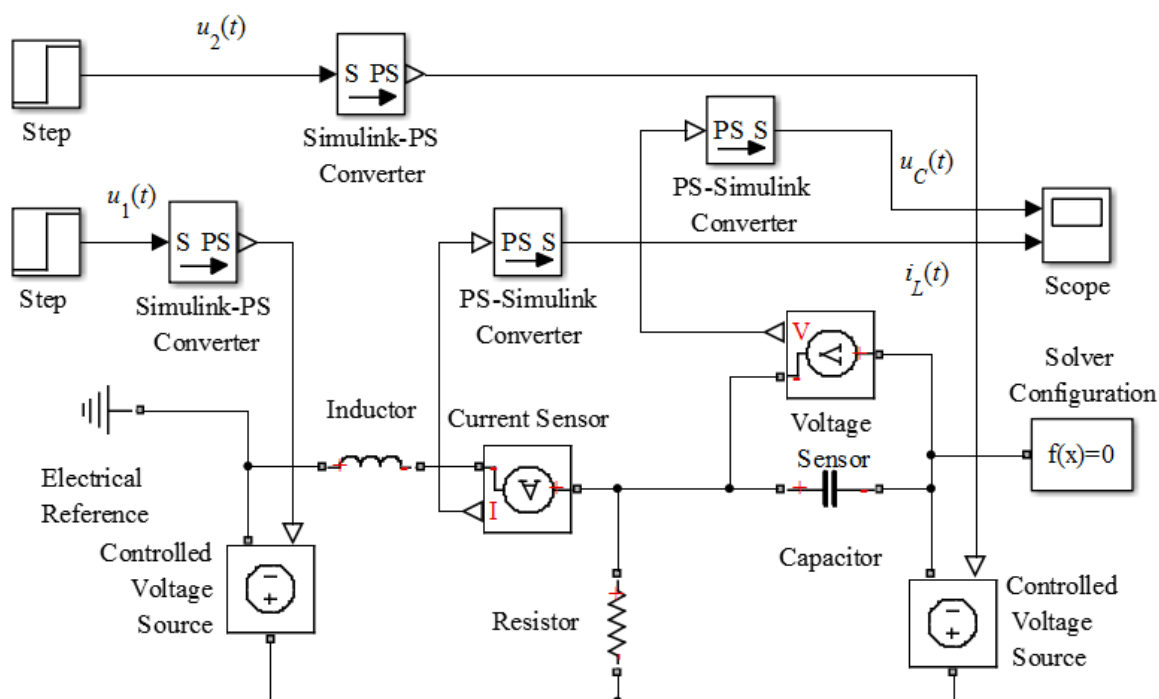 u2(t)
S PS
Step
Simulink-PS
Converter
PS S
uC(t)
PS-Simulink
Converter
u1(t)
S PS
PS S
Step
Simulink-PS
Converter
PS-Simulink
Converter
iL(t)
Scope
V
V
+
-
Solver
Configuration
f(x)=0
Inductor
+
-
Current Sensor
-
A
+
I
Voltage
Sensor
+
-
Electrical
Reference
Capacitor
Controlled
Voltage
Source
-
+
Resistor
+
-
-
+
Controlled
Voltage
Source